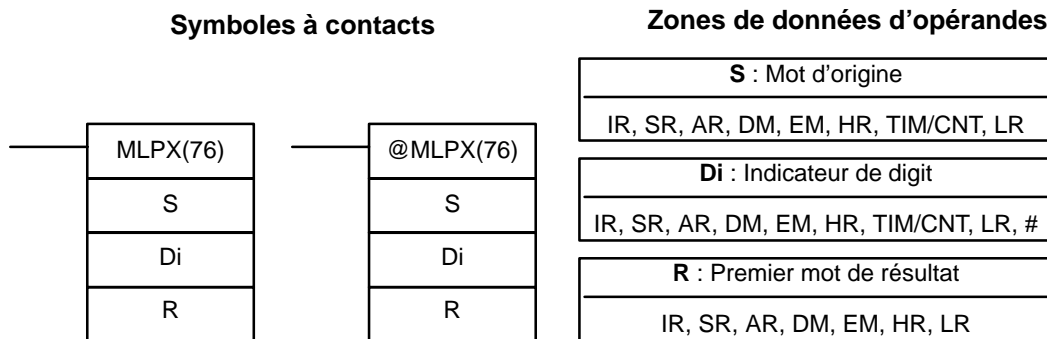 Symboles à contacts
MLPX(76)
S
Di
R
@MLPX(76)
S
Di
R
Zones de données d’opérandes
S : Mot d’origine
IR, SR, AR, DM, EM, HR, TIM/CNT, LR
Di : Indicateur de digit
IR, SR, AR, DM, EM, HR, TIM/CNT, LR, #
R : Premier mot de résultat
IR, SR, AR, DM, EM, HR, LR